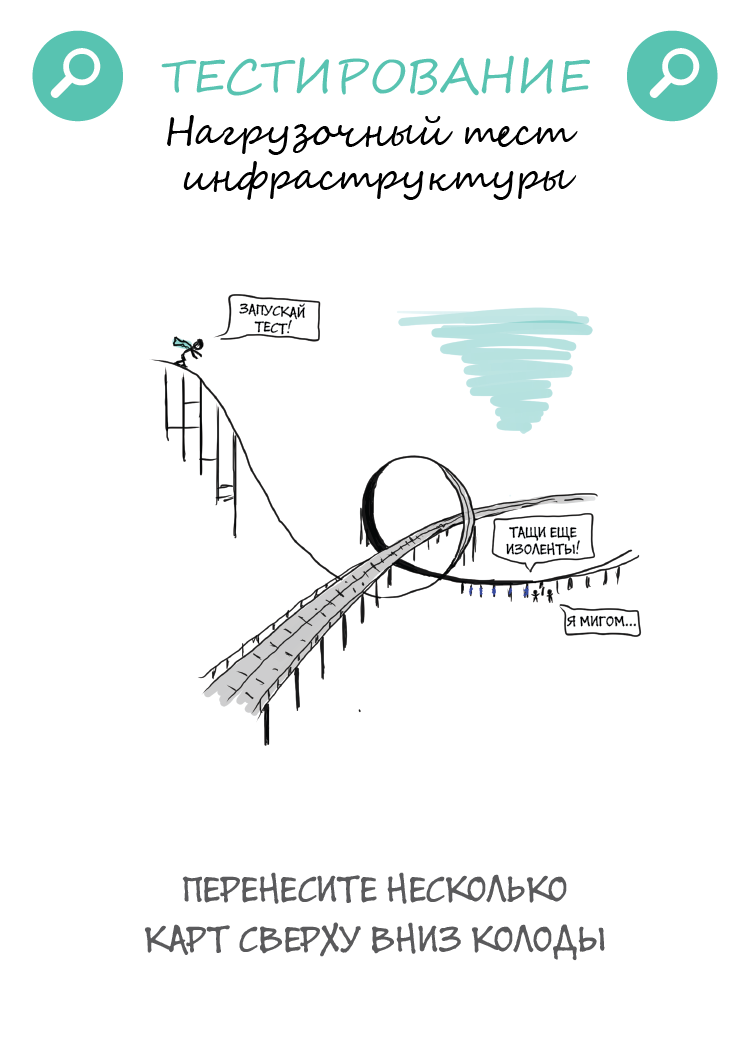 ТЕСТИРОВАНИЕ
Нагрузочный тест
инфраструктуры
ЗАПУСКАЙ
ТЕСТ!
ТАЩИ ЕЩЕ
ИЗОЛЕНТЫ!
Я МИГОМ...
ПЕРЕНЕСИТЕ НЕСКОЛЬКО
КАРТ СВЕРХУ ВНИЗ КОЛОДЫ